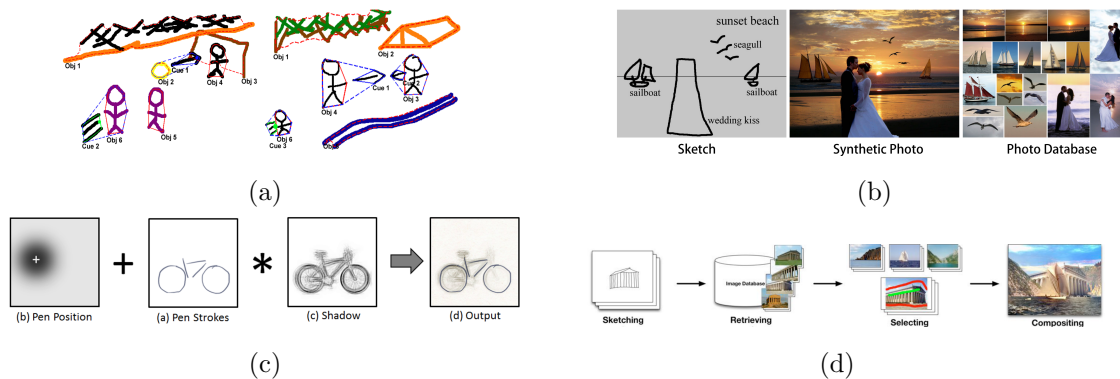 Obj 1
Obj 2
Cue 1
Obj 4
Obj 3
Cue 2
Obj 6
Obj 5
Obj 1
Obj 2
Obj 4
Cue 1
Obj 3
Obj 6
Cue 3
(a)
sunset beach
seagull
sailboat
sailboat
wedding kiss
Sketch
Synthetic Photo
Photo Database
(b)
+
*
(b) Pen Position
(a) Pen Strokes
(c) Shadow
(d) Output
(c)
Image Database
Sketching
Retrieving
Selecting
Compositing
(d)